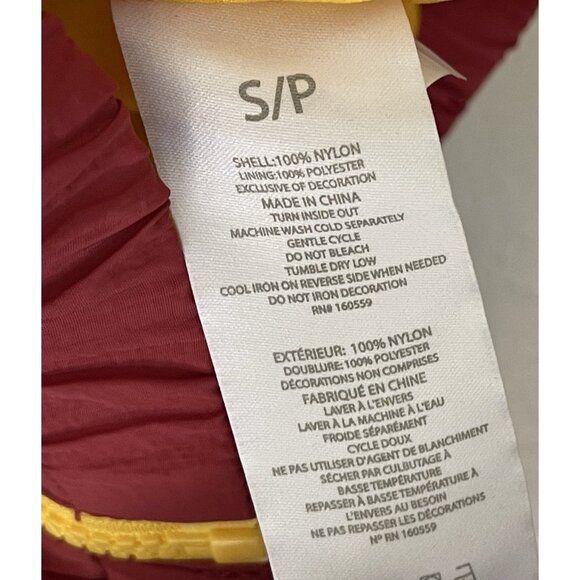 S/P
SHELL:100% NYLON
LINING:100% POLYESTER
EXCLUSIVE OF DECORATION
MADE IN CHINA
TURN INSIDE OUT
MACHINE WASH COLD SEPARATELY
GENTLE CYCLE
DO NOT BLEACH
TUMBLE DRY LOW
COOL IRON ON REVERSE SIDE WHEN NEEDED
DO NOT IRON DECORATION
RN# 160559
EXTÉRIEUR: 100% NYLON
DOUBLURE:100% POLYESTER
DÉCORATIONS NON COMPRISES
FABRIQUÉ EN CHINE
LAVER À L'ENVERS
LAVER À LA MACHINE À L'EAU
FROIDE SÉPARÉMENT
CYCLE DOUX
NE PAS UTILISER D'AGENT DE BLANCHIMENT
SÉCHER PAR CULBUTAGE À
BASSE TEMPÉRATURE
REPASSER À BASSE TEMPÉRATURE À
L'ENVERS AU BESOIN
NE PAS REPASSER LES DÉCORATIONS
Nº RN 160559